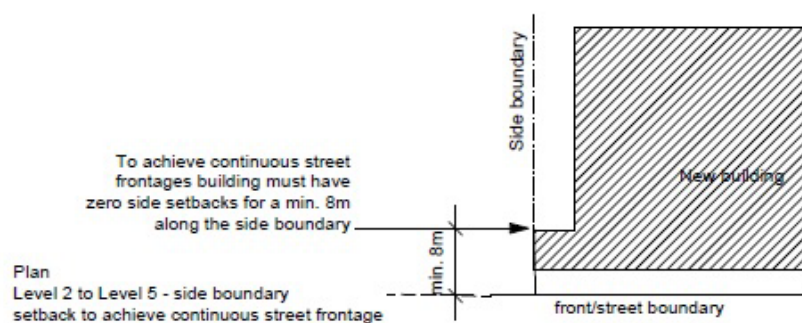 Side boundary
To achieve continuous street
frontages building must have
zero side setbacks for a min. 8m
along the side boundary
New building
min. 8m
Plan
Level 2 to Level 5 - side boundary
setback to achieve continuous street frontage
front/street boundary